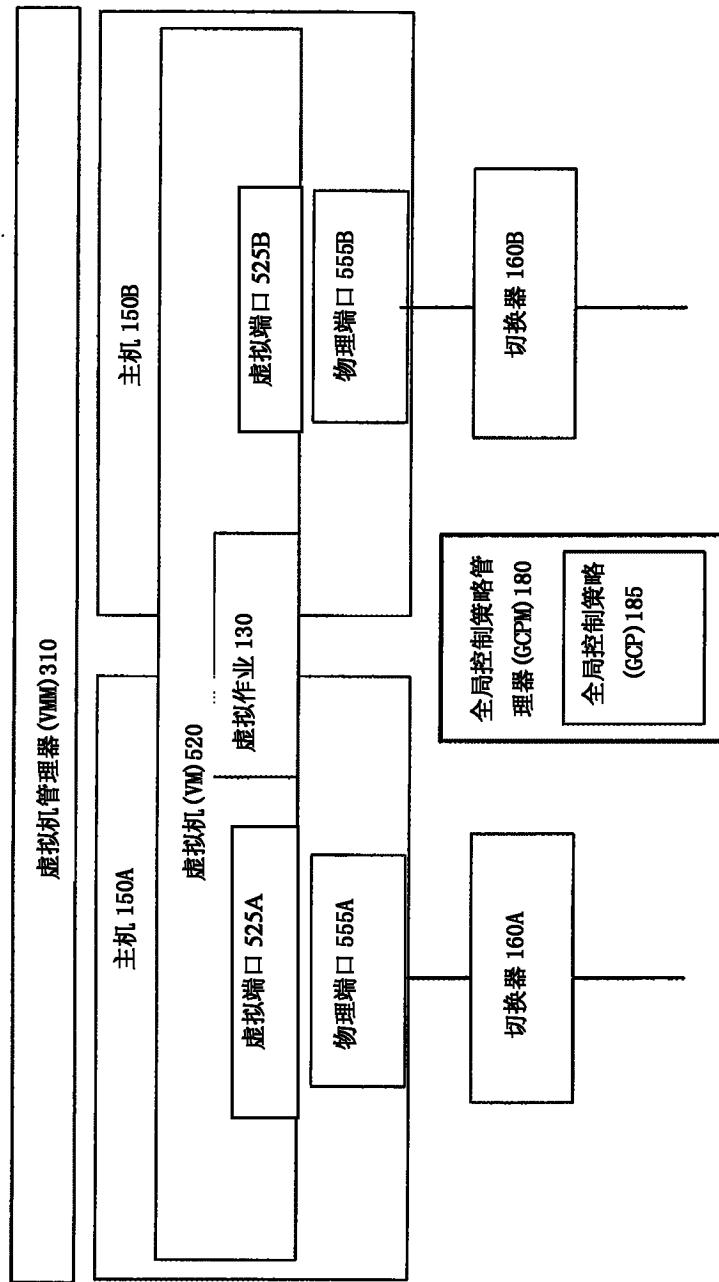 虚拟机管理器(VMM)310
主机 150A
主机 150B
虚拟机(VM)520
虚拟作业 130
虚拟端口 525A
虚拟端口 525B
物理端口 555A
物理端口 555B
切换器 160A
全局控制策略管
理器(GCPM)180
全局控制策略
(GCP)185
切换器 160B